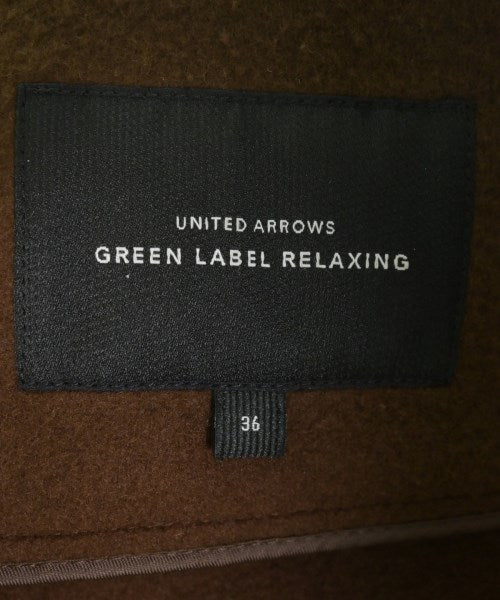 UNITED ARROWS
GREEN LABEL RELAXING
36